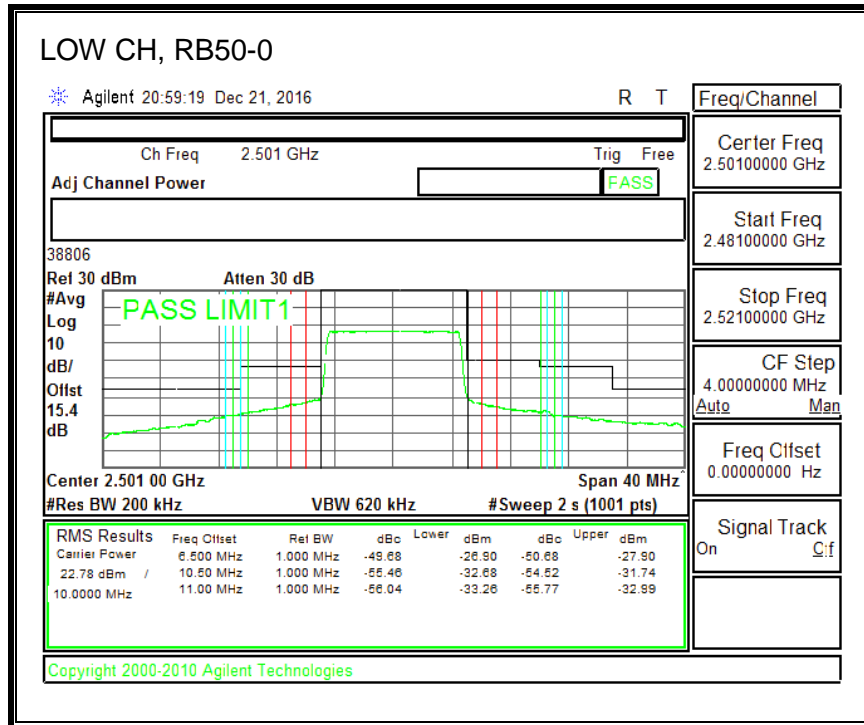 LOW CH, RB50-0
Agilent 20:59:19 Dec 21, 2016 R T
Freq/Channel
Ch Freq 2.501 GHz Trig Free
Adj Channel Power PASS
Center Freq
2.50100000 GHz
Start Freq
2.48100000 GHz
Stop Freq
2.52100000 GHz
CF Step
4.00000000 MHz
Auto Man
Freq Offset
0.00000000 Hz
Signal Track
On Off
38806
Ref 30 dBm Atten 30 dB
#Avg
Log
10
dB/
Offst
15.4
dB
PASS LIMIT1
Center 2.501 00 GHz Span 40 MHz
#Res BW 200 kHz VBW 620 kHz #Sweep 2 s (1001 pts)
RMS Results Freq Offset Ref BW dBc Lower dBm dBc Upper dBm
Carrier Power 6.500 MHz 1.000 MHz -49.68 -26.90 -50.68 -27.90
22.78 dBm / 10.50 MHz 1.000 MHz -55.46 -32.68 -54.52 -31.74
10.0000 MHz 11.00 MHz 1.000 MHz -56.04 -33.26 -55.77 -32.99
Copyright 2000-2010 Agilent Technologies